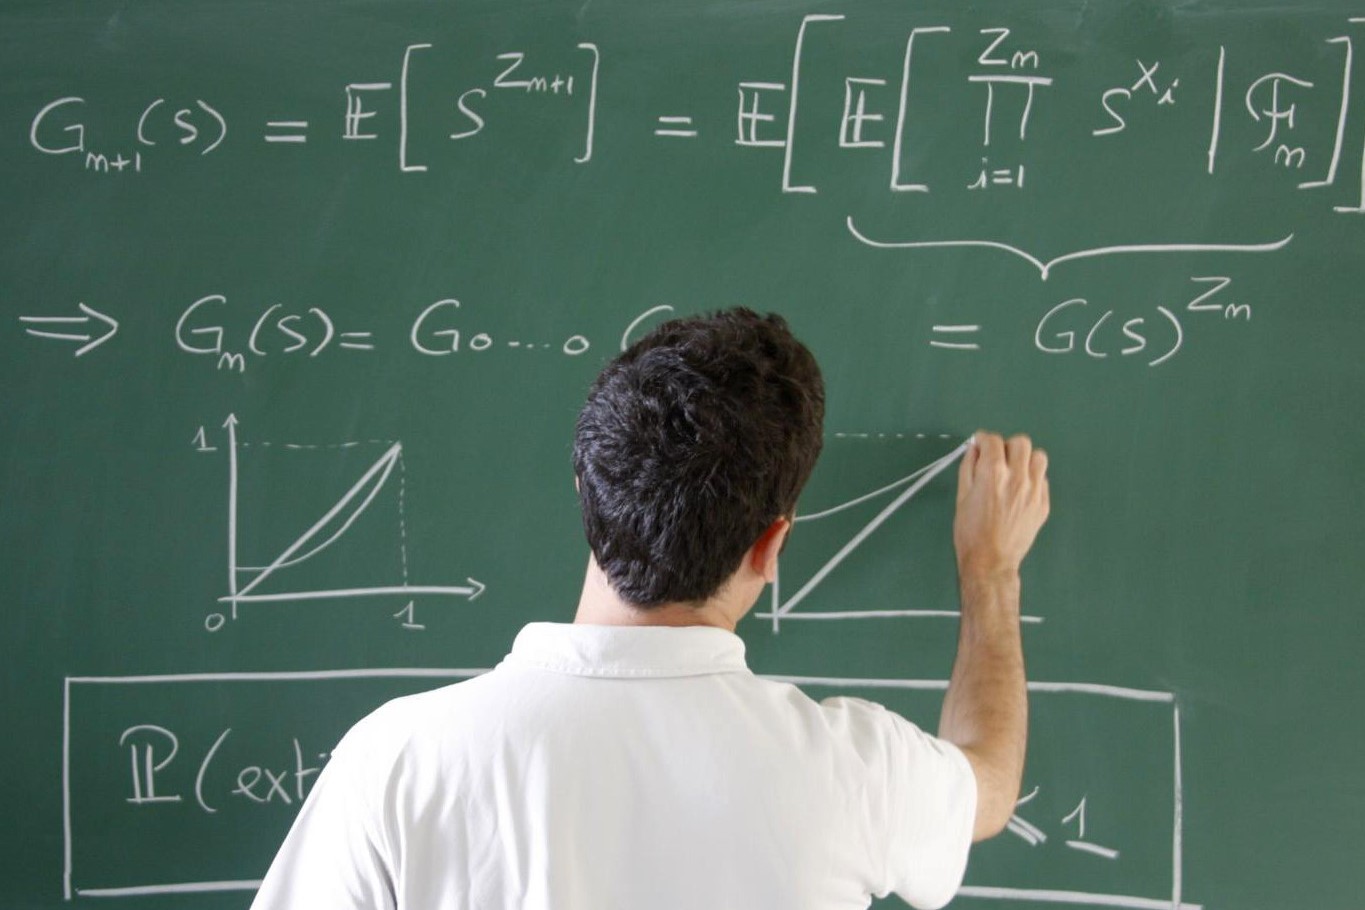 G_{m+1}(s) = 𝔼[ S^{Z_{m+1}} ] = 𝔼[ 𝔼[ ∏_{i=1}^{Z_m} S^{X_i} | ℱ_m ] ]
⇒ G_m(s) = G∘...∘ = G(s)^{Z_m}
1
0 1
ℙ(ext
1